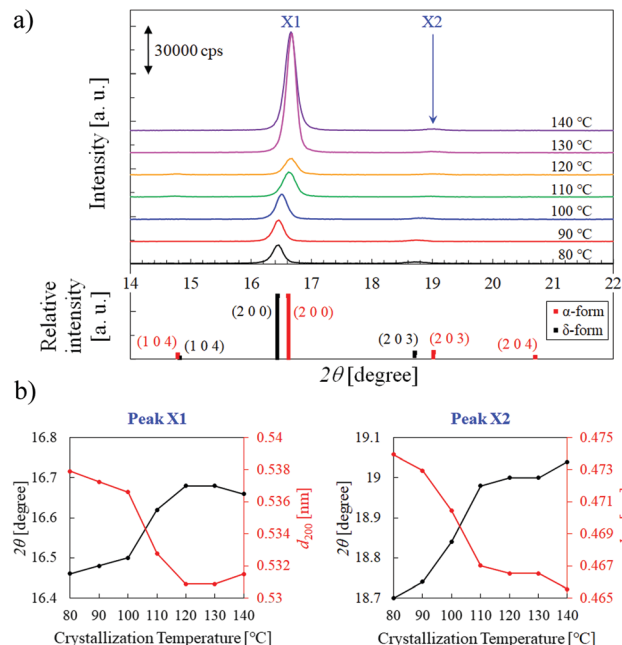 a)
X1
X2
30000 cps
Intensity [a. u.]
140 ℃
130 ℃
120 ℃
110 ℃
100 ℃
90 ℃
80 ℃
14 15 16 17 18 19 20 21 22
Relative
intensity
[a. u.]
(1 0 4)
(1 0 4)
(2 0 0)
(2 0 0)
(2 0 3)
(2 0 3)
(2 0 4)
α-form
δ-form
2θ [degree]
b)
Peak X1
16.8
16.7
16.6
16.5
16.4
2θ [degree]
0.54
0.538
0.536
0.534
0.532
0.53
d200 [nm]
80 90 100 110 120 130 140
Crystallization Temperature [℃]
Peak X2
19.1
19
18.9
18.8
18.7
2θ [degree]
0.475
0.473
0.471
0.469
0.467
0.465
80 90 100 110 120 130 140
Crystallization Temperature [℃]